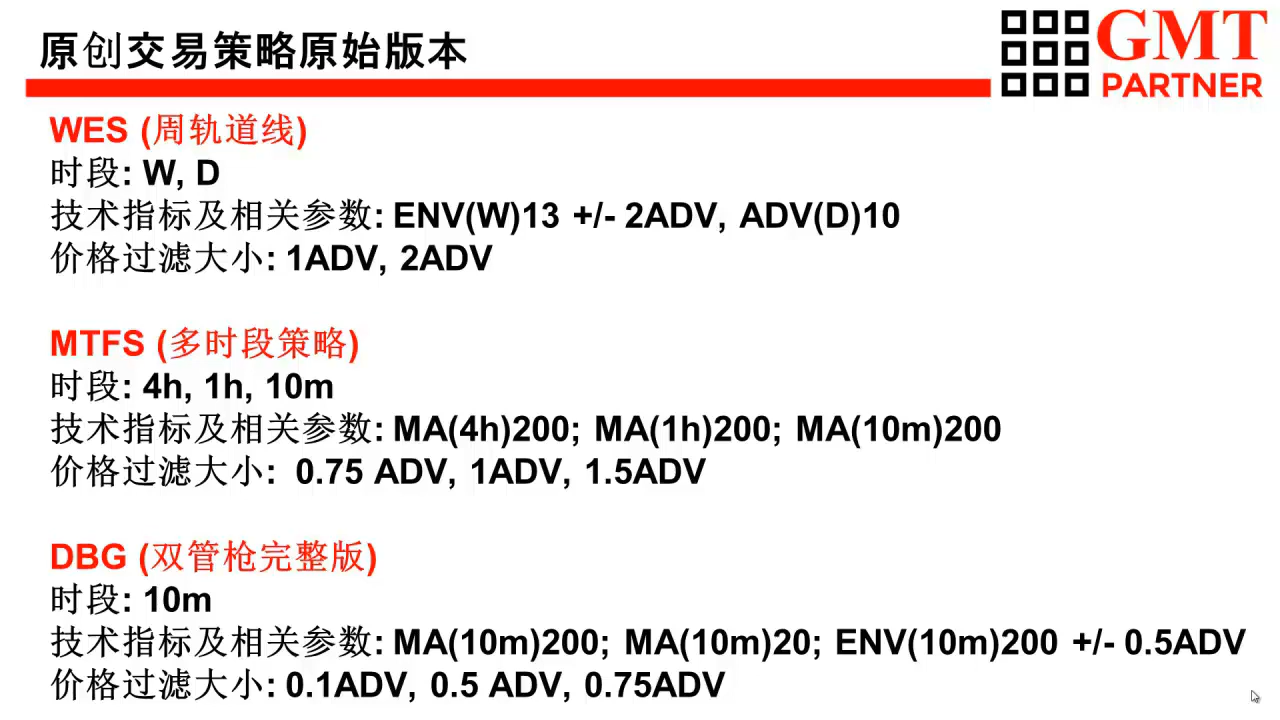 原创交易策略原始版本
GMT
PARTNER
WES (周轨道线)
时段: W, D
技术指标及相关参数: ENV(W)13 +/- 2ADV, ADV(D)10
价格过滤大小: 1ADV, 2ADV
MTFS (多时段策略)
时段: 4h, 1h, 10m
技术指标及相关参数: MA(4h)200; MA(1h)200; MA(10m)200
价格过滤大小: 0.75 ADV, 1ADV, 1.5ADV
DBG (双管枪完整版)
时段: 10m
技术指标及相关参数: MA(10m)200; MA(10m)20; ENV(10m)200 +/- 0.5ADV
价格过滤大小: 0.1ADV, 0.5 ADV, 0.75ADV